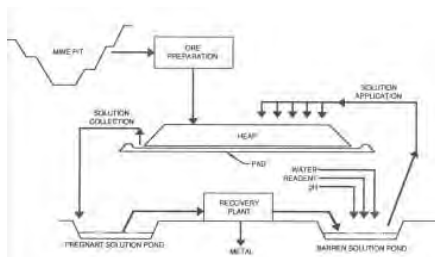 MINE PIT
ORE
PREPARATION
SOLUTION
APPLICATION
SOLUTION
COLLECTION
HEAP
PAD
WATER
REAGENT
pH
RECOVERY
PLANT
PREGNANT SOLUTION POND
BARREN SOLUTION POND
METAL